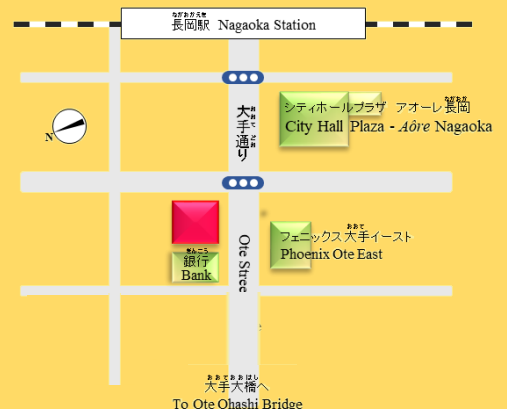 ながおかえき
長岡駅 Nagaoka Station
おおてどお
大手通り
ながおか
シティホールプラザ アオーレ長岡
City Hall Plaza - Aôre Nagaoka
N
ぎんこう
銀行
Bank
Ote Stree
おおて
フェニックス大手イースト
Phoenix Ote East
おおておおはし
大手大橋へ
To Ote Ohashi Bridge